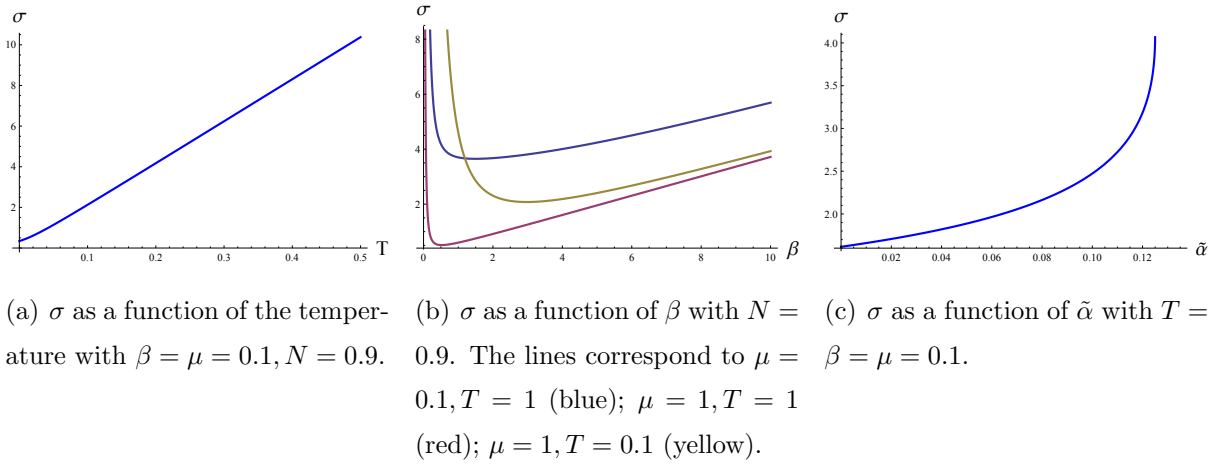 σ
10
8
6
4
2
0.1 0.2 0.3 0.4 0.5 T
σ
8
6
4
2
0 2 4 6 8 10 β
σ
4.0
3.5
3.0
2.5
2.0
0.02 0.04 0.06 0.08 0.10 0.12 α̃
(a) σ as a function of the temper-
ature with β = μ = 0.1, N = 0.9.
(b) σ as a function of β with N =
0.9. The lines correspond to μ =
0.1, T = 1 (blue); μ = 1, T = 1
(red); μ = 1, T = 0.1 (yellow).
(c) σ as a function of α̃ with T =
β = μ = 0.1.